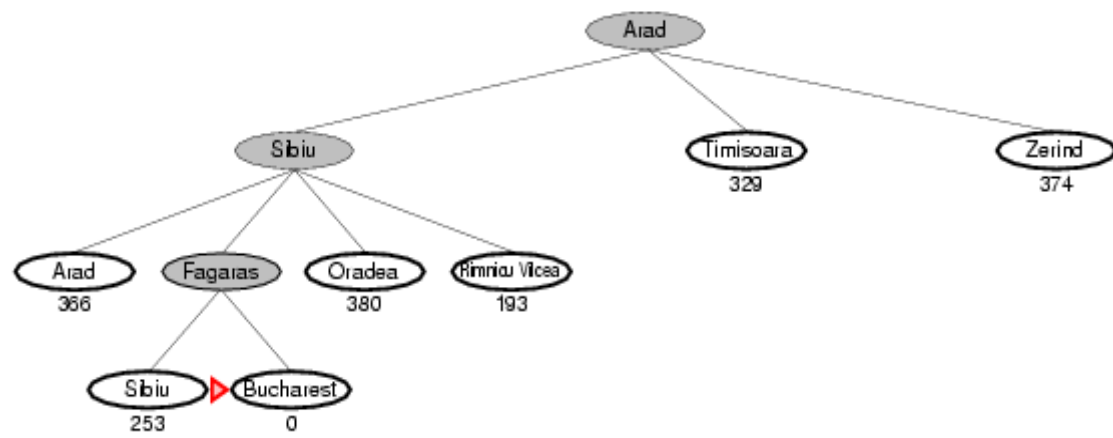 Arad
Sibiu
Timisoara
Zerind
329
374
Arad
Fagaras
Oradea
Rimnicu Vilcea
366
380
193
Sibiu
Bucharest
253
0